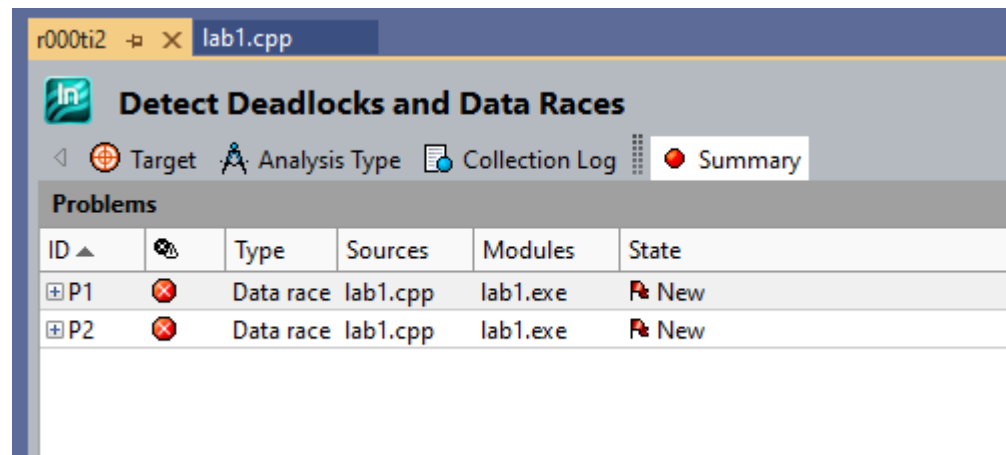 r000ti2 lab1.cpp
In
Detect Deadlocks and Data Races
Target Analysis Type Collection Log Summary
Problems
ID Type Sources Modules State
P1 Data race lab1.cpp lab1.exe New
P2 Data race lab1.cpp lab1.exe New